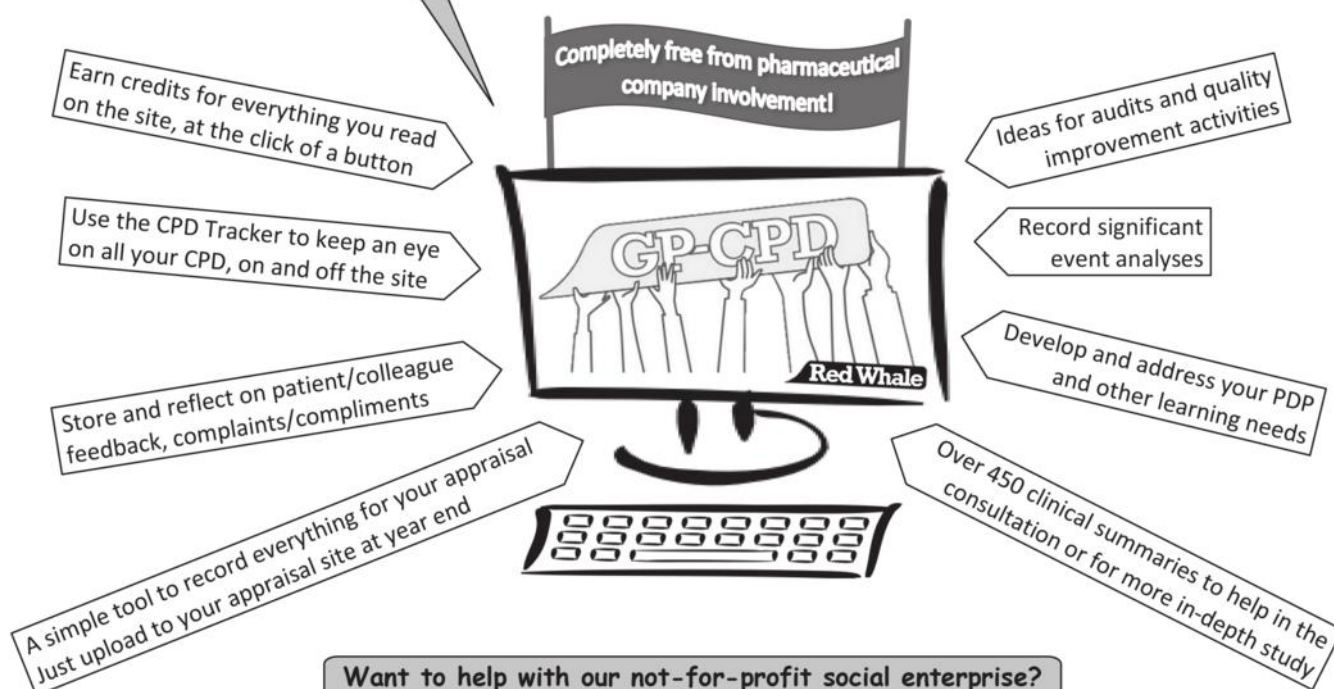 Completely free from pharmaceutical
company involvement!
Earn credits for everything you read
on the site, at the click of a button
Use the CPD Tracker to keep an eye
on all your CPD, on and off the site
Store and reflect on patient/colleague
feedback, complaints/compliments
A simple tool to record everything for your appraisal
Just upload to your appraisal site at year end
GP-CPD
Red Whale
Ideas for audits and quality
improvement activities
Record significant
event analyses
Develop and address your PDP
and other learning needs
Over 450 clinical summaries to help in the
consultation or for more in-depth study
Want to help with our not-for-profit social enterprise?